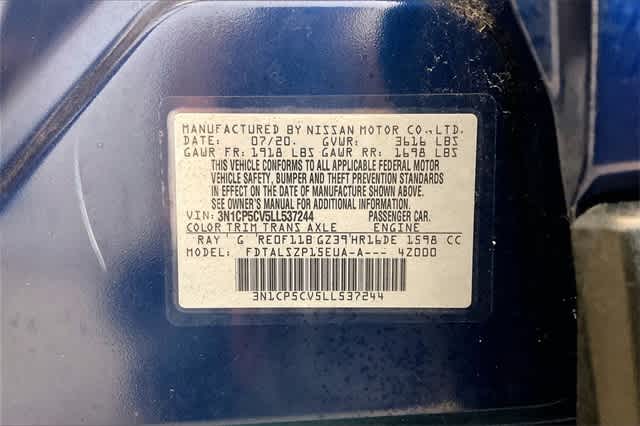 MANUFACTURED BY NISSAN MOTOR CO.,LTD.
DATE: 07/20. GVWR: 3616 LBS
GAWR FR: 1918 LBS GAWR RR: 1698 LBS
THIS VEHICLE CONFORMS TO ALL APPLICABLE FEDERAL MOTOR
VEHICLE SAFETY, BUMPER AND THEFT PREVENTION STANDARDS
IN EFFECT ON THE DATE OF MANUFACTURE SHOWN ABOVE.
SEE OWNER'S MANUAL FOR ADDITIONAL INFORMATION.
VIN: 3N1CP5CV5LL537244 PASSENGER CAR.
COLOR TRIM TRANS AXLE ENGINE
RAY G RE0F11B GZ39 HR16DE 1598 CC
MODEL: FDTALSZP15EUA-A--- 42000
3N1CP5CV5LL537244